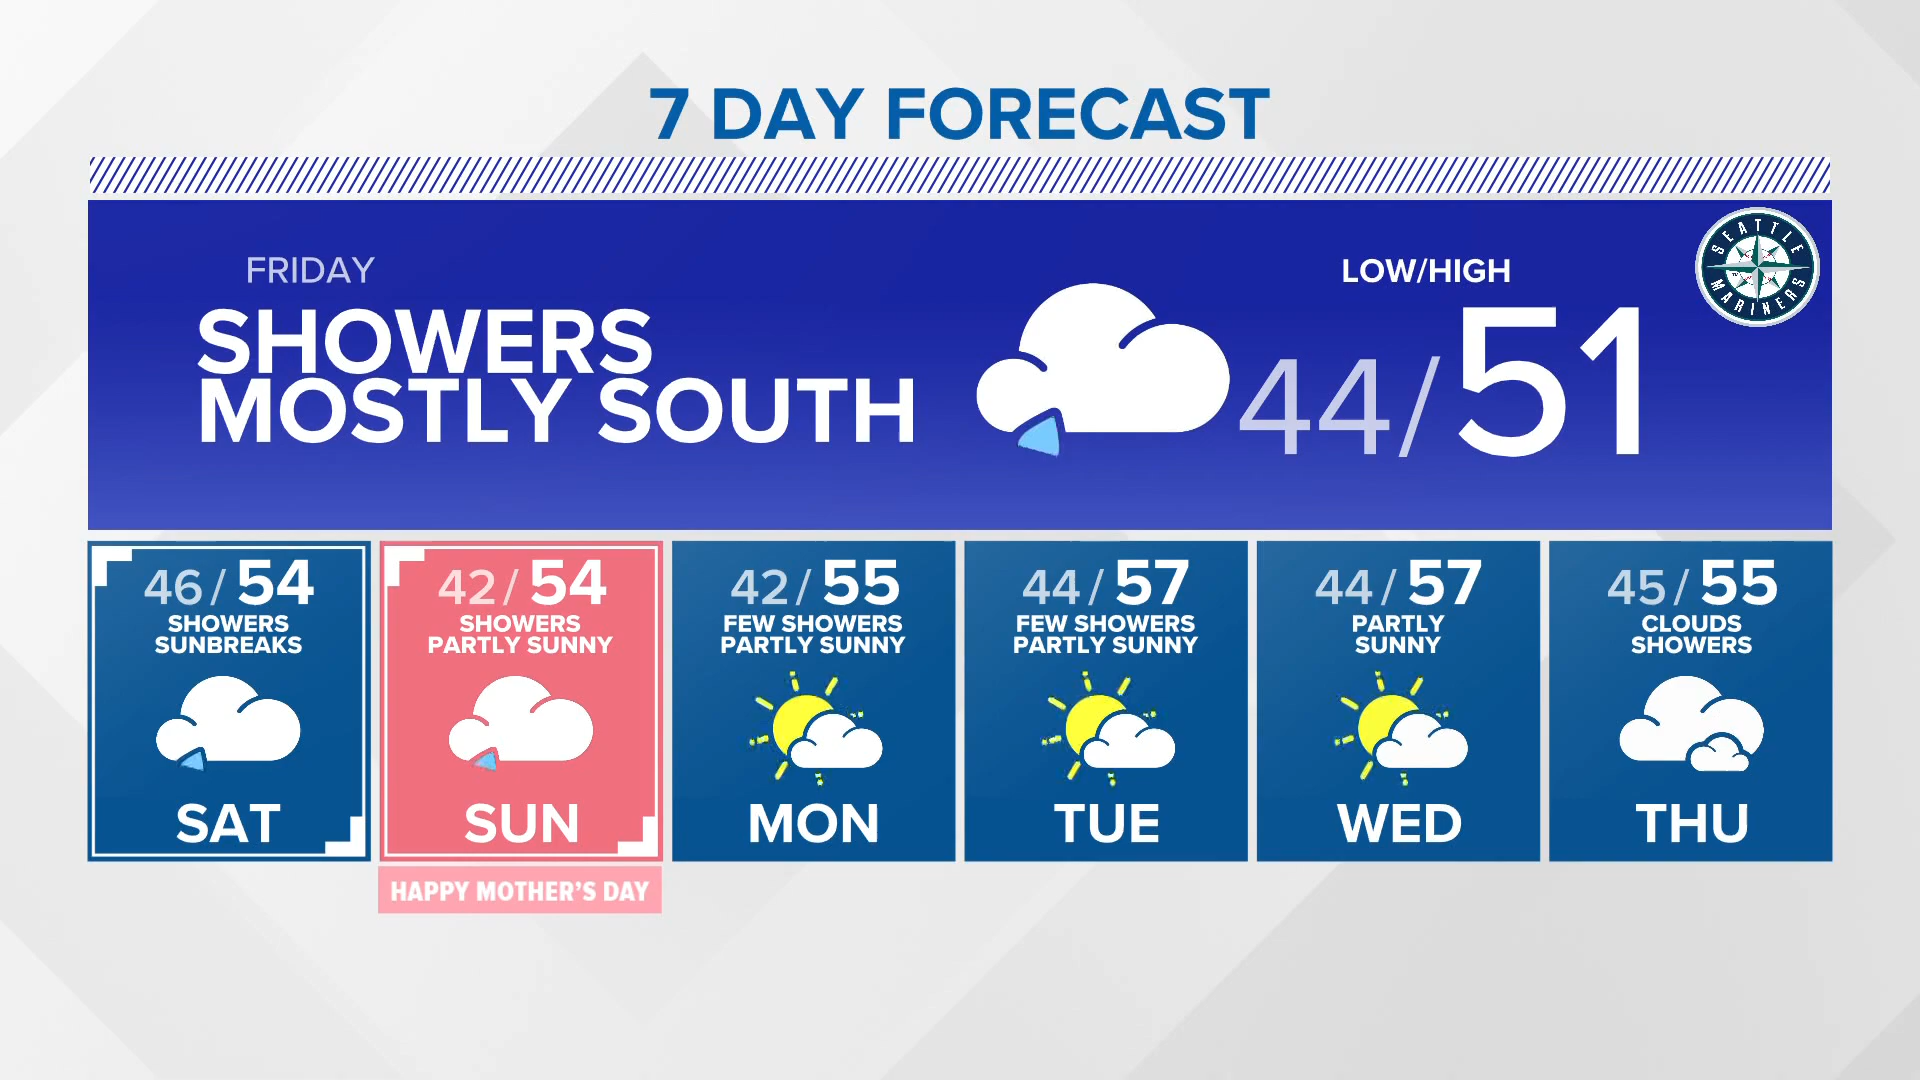 7 DAY FORECAST
FRIDAY
SHOWERS
MOSTLY SOUTH
LOW/HIGH
44/51
SEATTLE
MARINERS
46/54
SHOWERS
SUNBREAKS
SAT
42/54
SHOWERS
PARTLY SUNNY
SUN
HAPPY MOTHER'S DAY
42/55
FEW SHOWERS
PARTLY SUNNY
MON
44/57
FEW SHOWERS
PARTLY SUNNY
TUE
44/57
PARTLY
SUNNY
WED
45/55
CLOUDS
SHOWERS
THU